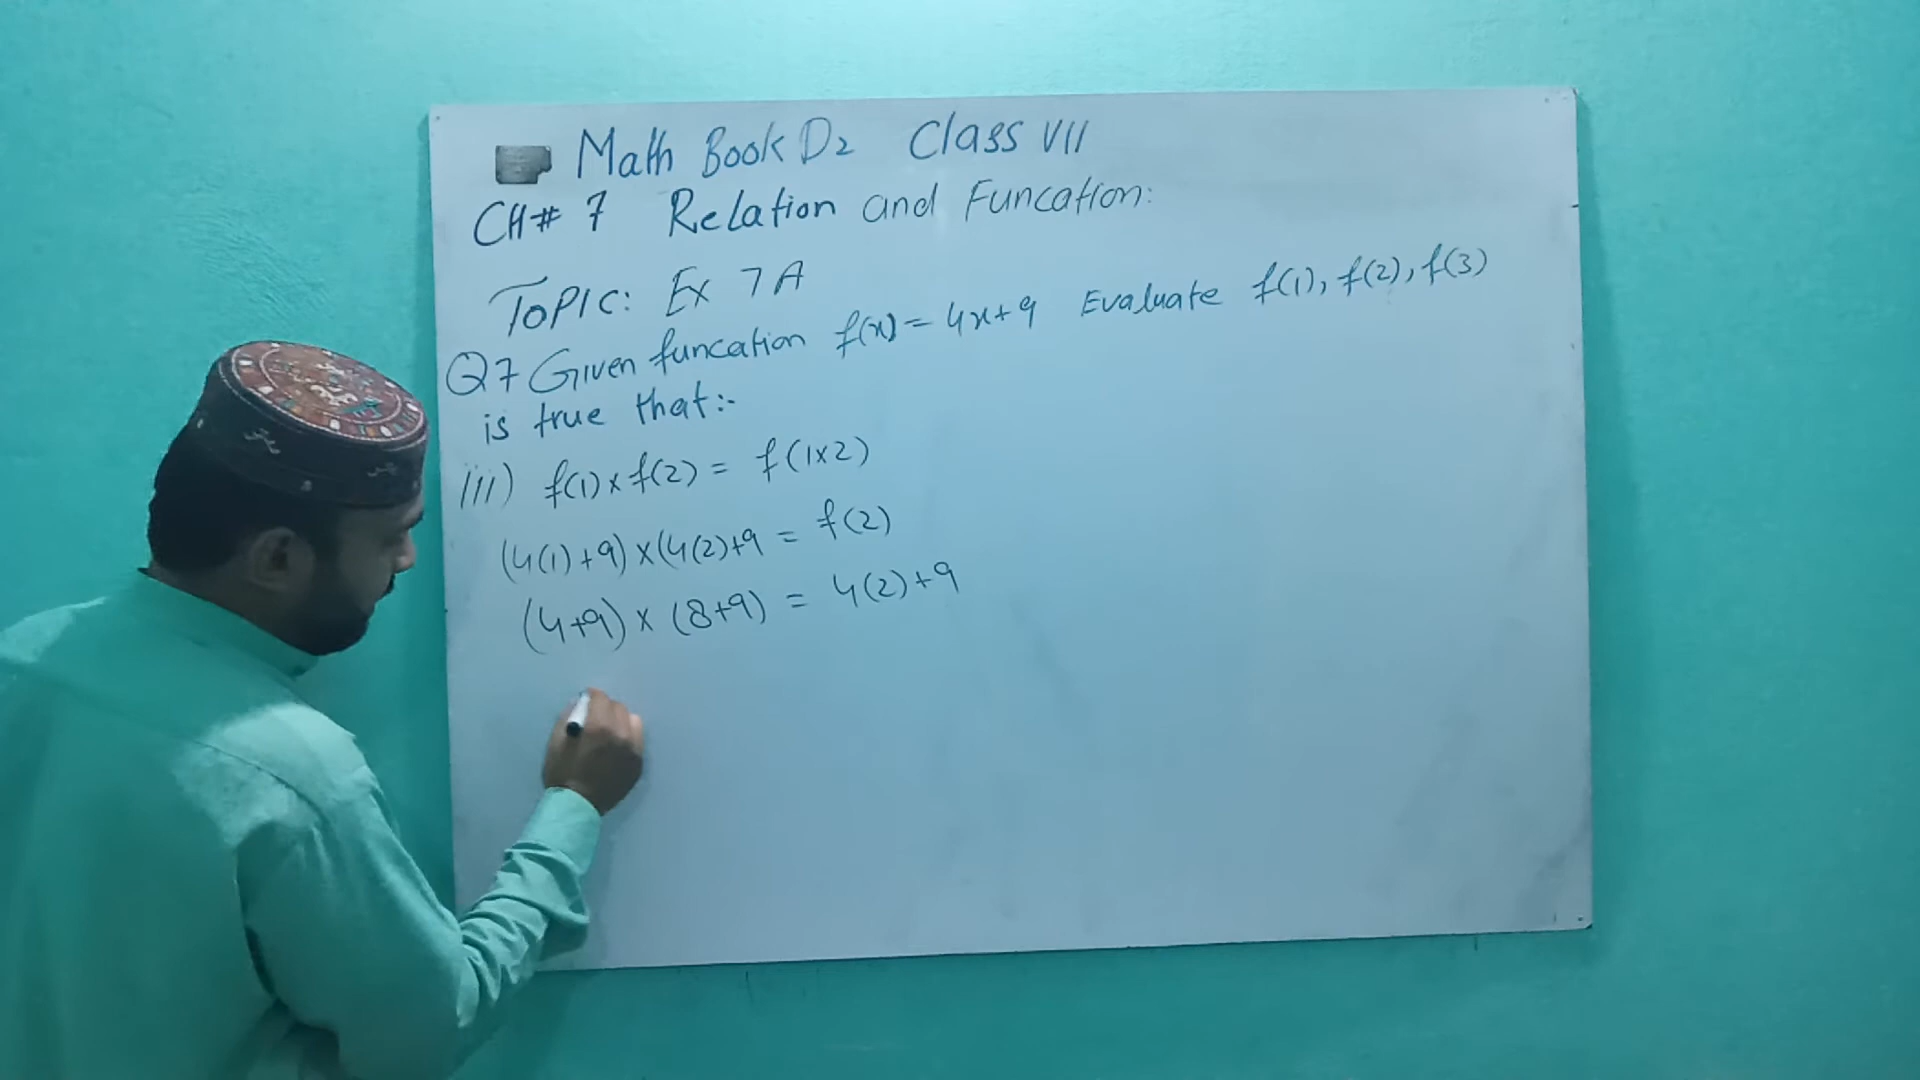 Math Book D2 Class VII
CH# 7 Relation and Funcation:
TOPIC: Ex 7A
Q7 Given funcation f(x) = 4x+9 Evaluate f(1), f(2), f(3)
is true that:-
iii) f(1) x f(2) = f(1x2)
(4(1)+9) x (4(2)+9 = f(2)
(4+9) x (8+9) = 4(2)+9